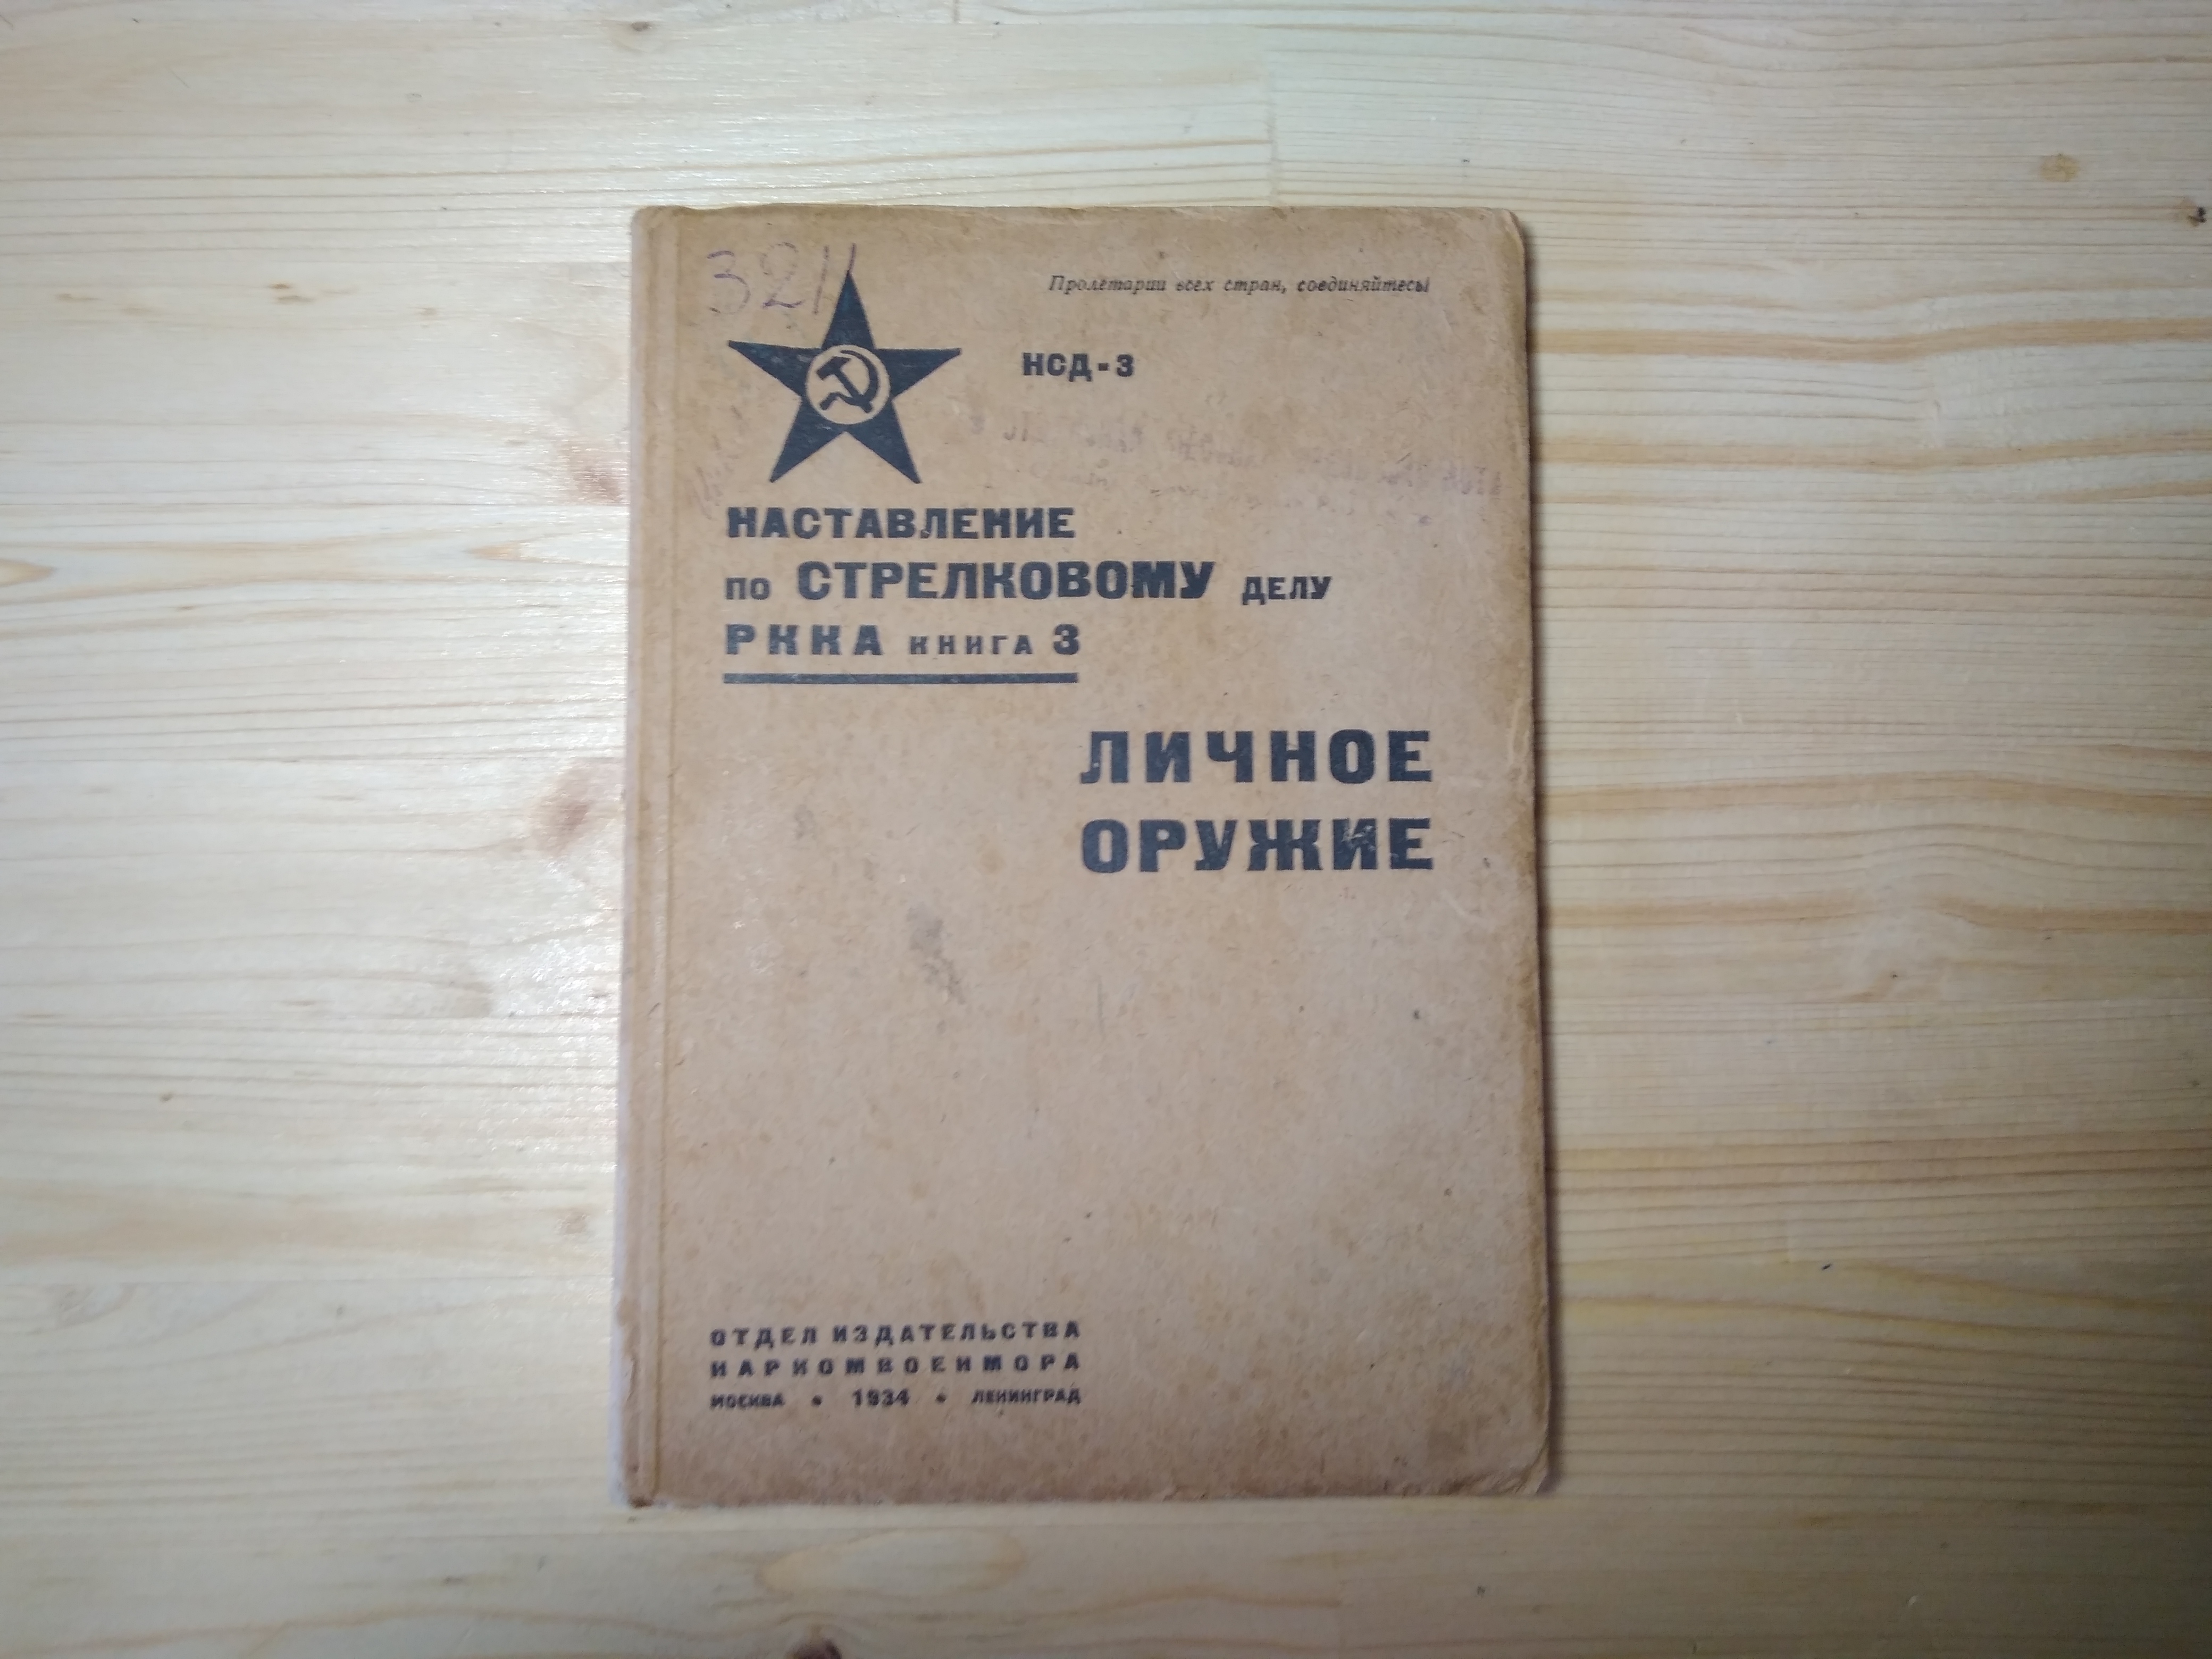 321
Пролетарии всех стран, соединяйтесь!
НСД-3
НАСТАВЛЕНИЕ
ПО СТРЕЛКОВОМУ ДЕЛУ
РККА КНИГА 3
ЛИЧНОЕ
ОРУЖИЕ
ОТДЕЛ ИЗДАТЕЛЬСТВА
НАРКОМВОЕНМОРА
МОСКВА • 1934 • ЛЕНИНГРАД